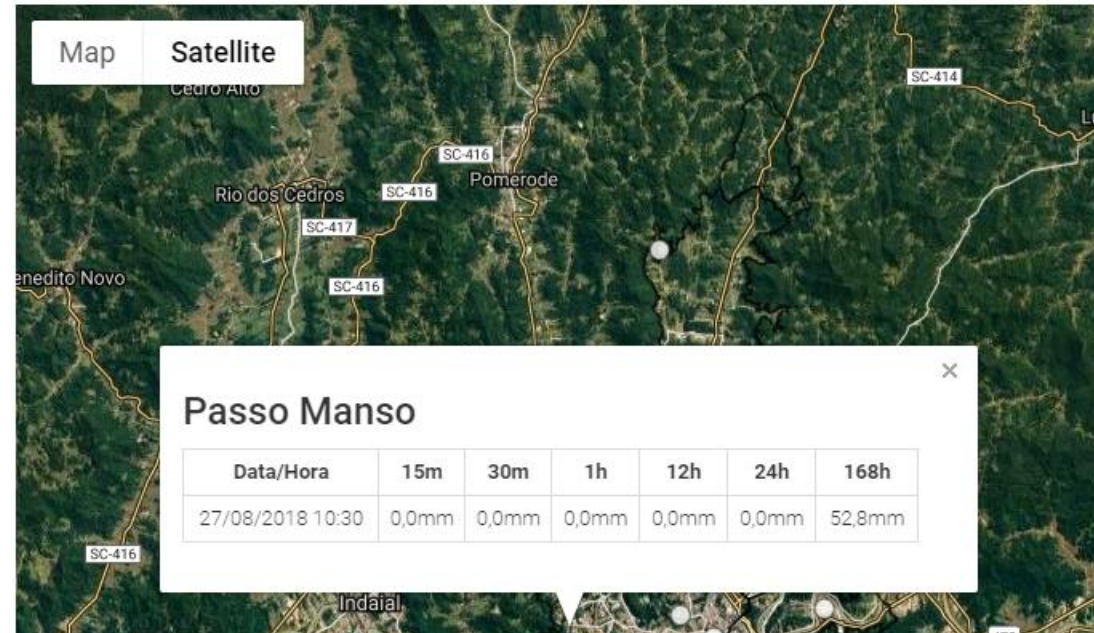 Map Satellite
Cedro Alto
SC-414
SC-416
Rio dos Cedros SC-416 Pomerode
SC-417
enedito Novo SC-416
Passo Manso
Data/Hora 15m 30m 1h 12h 24h 168h
27/08/2018 10:30 0,0mm 0,0mm 0,0mm 0,0mm 0,0mm 52,8mm
SC-416
Indaial